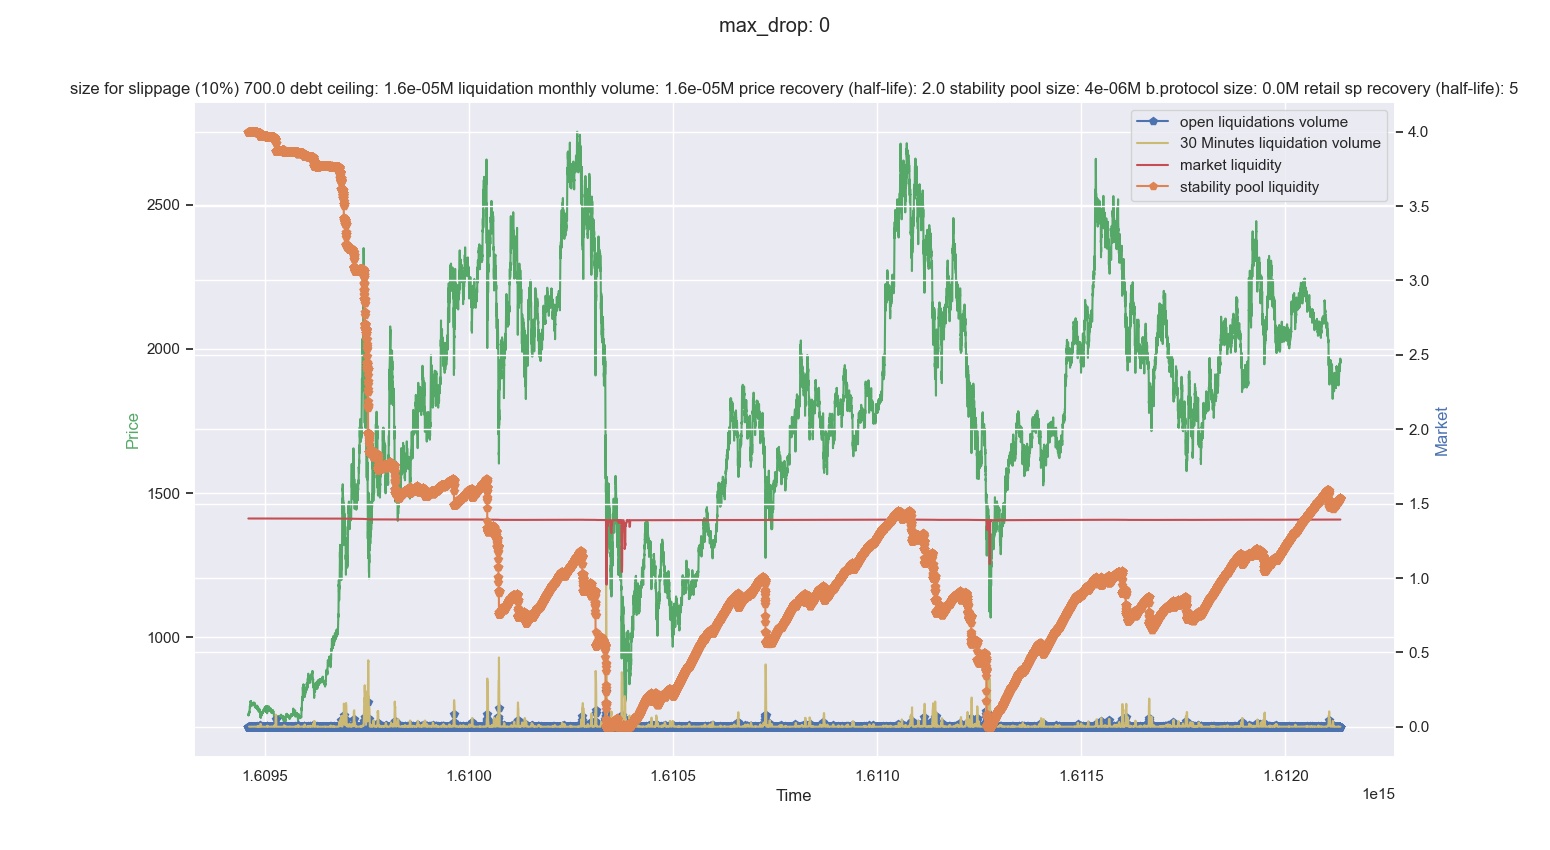 max_drop: 0
size for slippage (10%) 700.0 debt ceiling: 1.6e-05M liquidation monthly volume: 1.6e-05M price recovery (half-life): 2.0 stability pool size: 4e-06M b.protocol size: 0.0M retail sp recovery (half-life): 5
open liquidations volume
30 Minutes liquidation volume
market liquidity
stability pool liquidity
2500
2000
1500
1000
Price
4.0
3.5
3.0
2.5
2.0
1.5
1.0
0.5
0.0
Market
1.6095
1.6100
1.6105
1.6110
1.6115
1.6120
Time
1e15